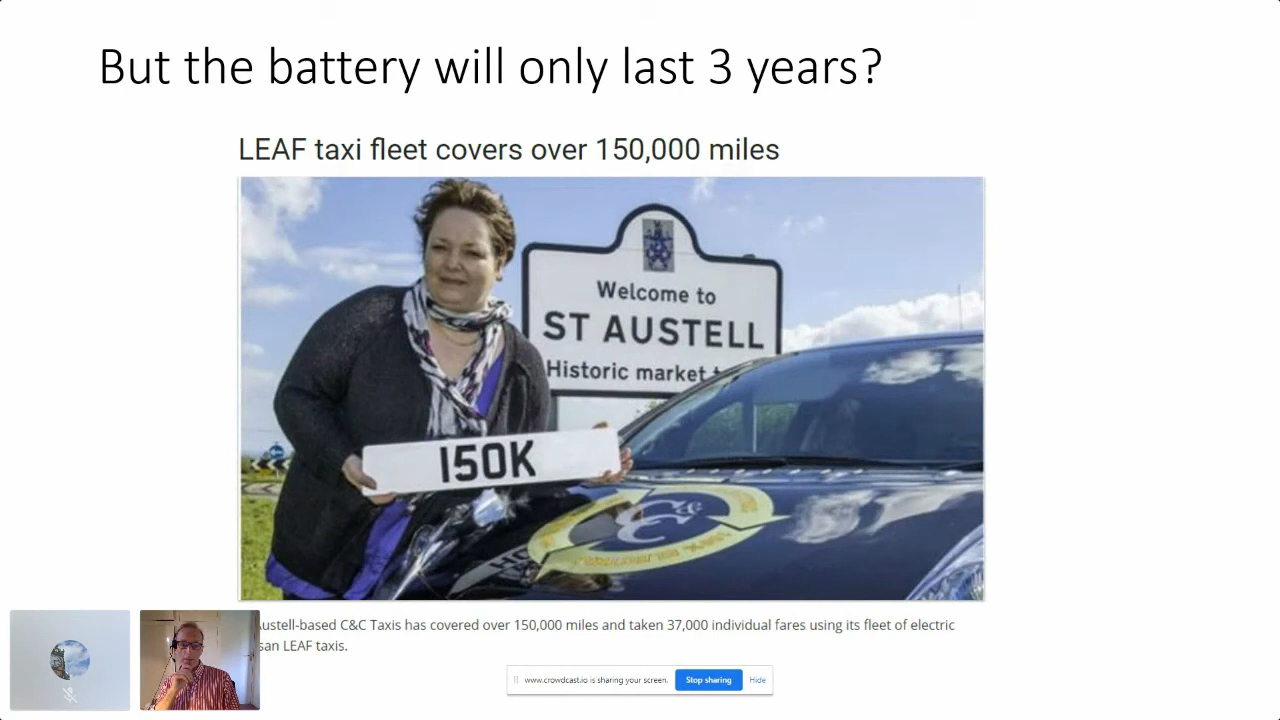 But the battery will only last 3 years?
LEAF taxi fleet covers over 150,000 miles
Welcome to
ST AUSTELL
Historic market
150K
C&C
ustell-based C&C Taxis has covered over 150,000 miles and taken 37,000 individual fares using its fleet of electric
san LEAF taxis.
www.crowdcast.io is sharing your screen.
Stop sharing
Hide